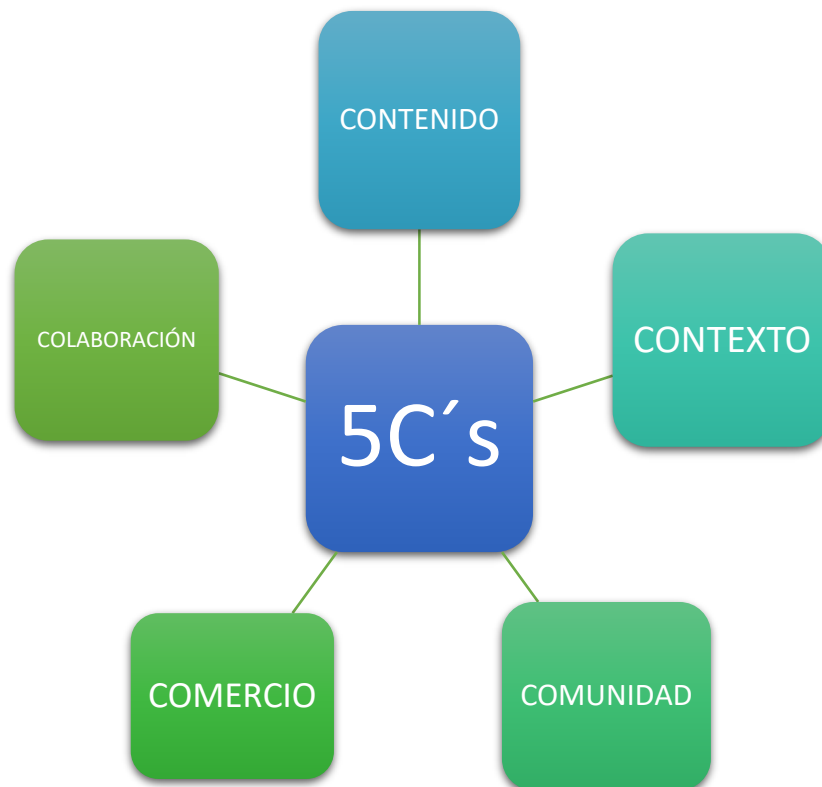 CONTENIDO
COLABORACIÓN
CONTEXTO
5C´s
COMERCIO
COMUNIDAD